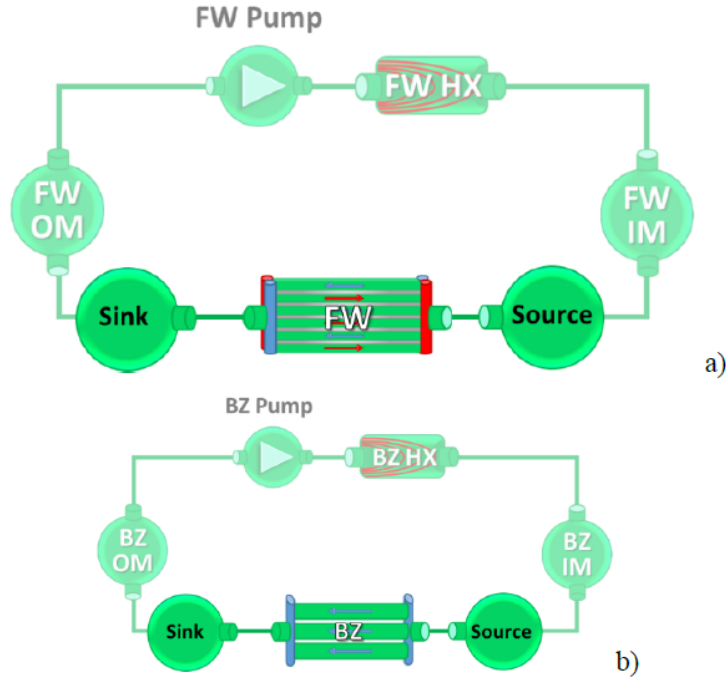 FW Pump
FW HX
FW
OM
FW
IM
Sink
FW
Source
a)
BZ Pump
BZ HX
BZ
OM
BZ
IM
Sink
BZ
Source
b)